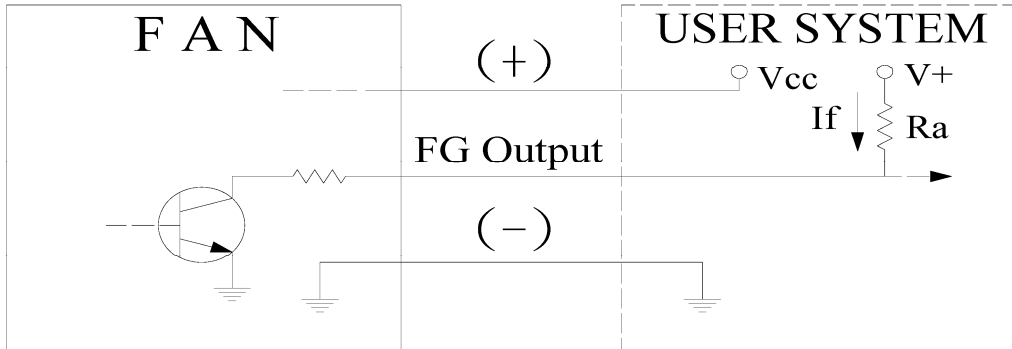 F A N
USER SYSTEM
(+)
Vcc
V+
If
Ra
FG Output
(-)